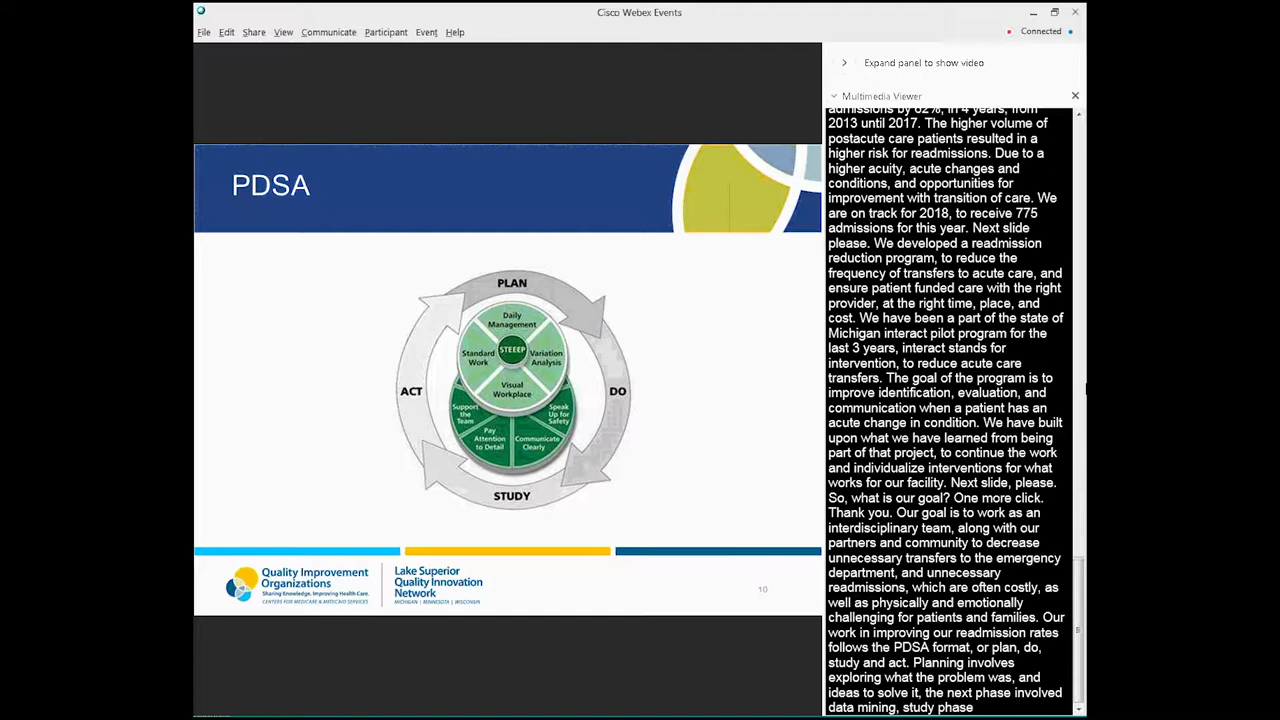 Cisco Webex Events
File Edit Share View Communicate Participant Event Help
Connected
Expand panel to show video
Multimedia Viewer
PDSA
PLAN
Daily
Management
Standard
Work
STEEEP
Variation
Analysis
Visual
Workplace
ACT
DO
Support
the
Team
Speak
Up for
Safety
Pay
Attention
to Detail
Communicate
Clearly
STUDY
Quality Improvement
Organizations
Sharing Knowledge. Improving Health Care.
CENTERS FOR MEDICARE & MEDICAID SERVICES
Lake Superior
Quality Innovation
Network
MICHIGAN | MINNESOTA | WISCONSIN
10
admissions by 62%, in 4 years, from
2013 until 2017. The higher volume of
postacute care patients resulted in a
higher risk for readmissions. Due to a
higher acuity, acute changes and
conditions, and opportunities for
improvement with transition of care. We
are on track for 2018, to receive 775
admissions for this year. Next slide
please. We developed a readmission
reduction program, to reduce the
frequency of transfers to acute care, and
ensure patient funded care with the right
provider, at the right time, place, and
cost. We have been a part of the state of
Michigan interact pilot program for the
last 3 years, interact stands for
intervention, to reduce acute care
transfers. The goal of the program is to
improve identification, evaluation, and
communication when a patient has an
acute change in condition. We have built
upon what we have learned from being
part of that project, to continue the work
and individualize interventions for what
works for our facility. Next slide, please.
So, what is our goal? One more click.
Thank you. Our goal is to work as an
interdisciplinary team, along with our
partners and community to decrease
unnecessary transfers to the emergency
department, and unnecessary
readmissions, which are often costly, as
well as physically and emotionally
challenging for patients and families. Our
work in improving our readmission rates
follows the PDSA format, or plan, do,
study and act. Planning involves
exploring what the problem was, and
ideas to solve it, the next phase involved
data mining, study phase